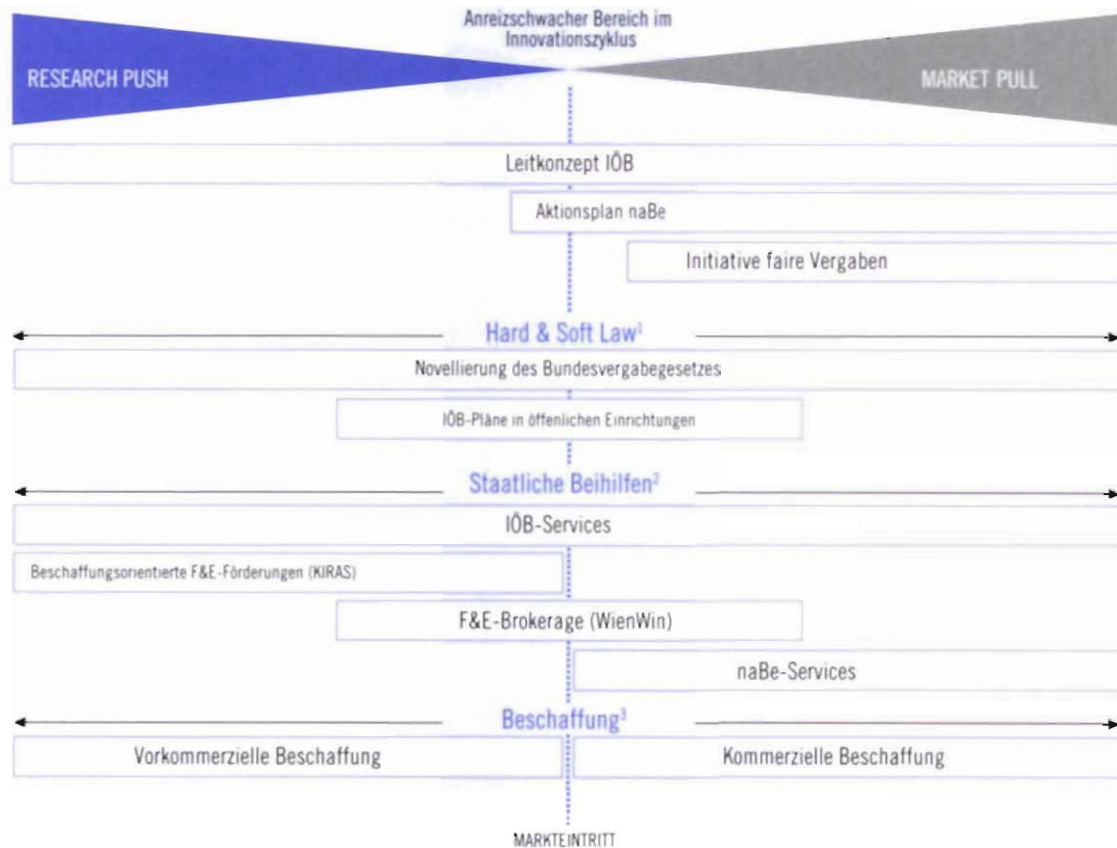 Anreizschwacher Bereich im
Innovationszyklus
RESEARCH PUSH
MARKET PULL
Leitkonzept IÖB
Aktionsplan naBe
Initiative faire Vergaben
Hard & Soft Law¹
Novellierung des Bundesvergabegesetzes
IÖB-Pläne in öffenlichen Einrichtungen
Staatliche Beihilfen²
IÖB-Services
Beschaffungsorientierte F&E-Förderungen (KIRAS)
F&E-Brokerage (WienWin)
naBe-Services
Beschaffung³
Vorkommerzielle Beschaffung
Kommerzielle Beschaffung
MARKTEINTRITT